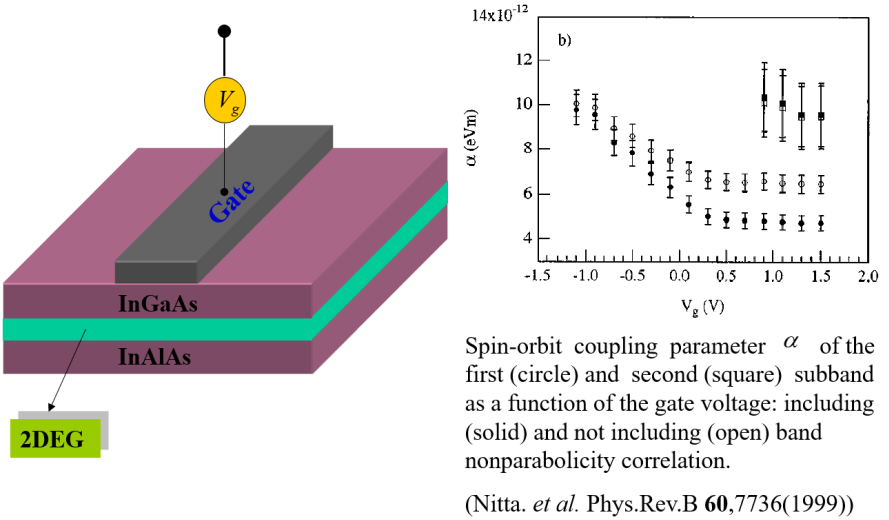 V_g
Gate
InGaAs
InAlAs
2DEG
14x10^-12
b)
12
10
8
6
4
α (eVm)
-1.5 -1.0 -0.5 0.0 0.5 1.0 1.5 2.0
V_g (V)
Spin-orbit coupling parameter α of the
first (circle) and second (square) subband
as a function of the gate voltage: including
(solid) and not including (open) band
nonparabolicity correlation.
(Nitta. et al. Phys.Rev.B 60,7736(1999))